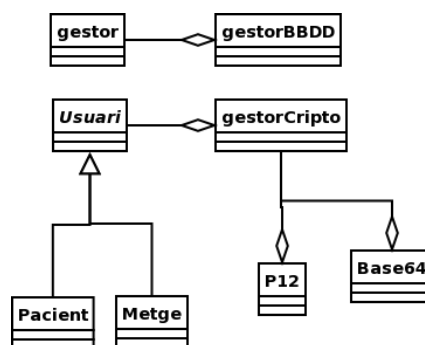 gestor
gestorBBDD
Usuari
gestorCripto
P12
Base64
Pacient
Metge